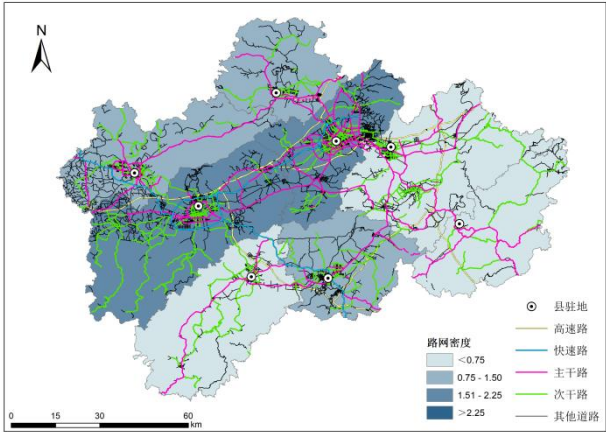 N
县驻地
高速路
快速路
主干路
次干路
其他道路
路网密度
<0.75
0.75 - 1.50
1.51 - 2.25
>2.25
0 15 30 60
km